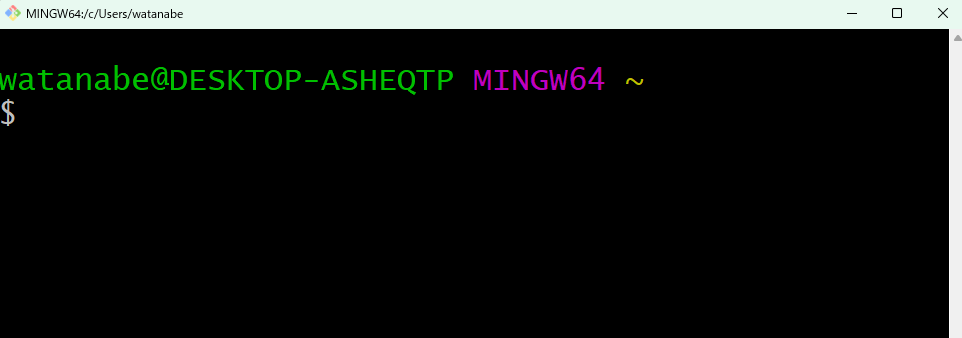 MINGW64:/c/Users/watanabe
watanabe@DESKTOP-ASHEQTP MINGW64 ~
$